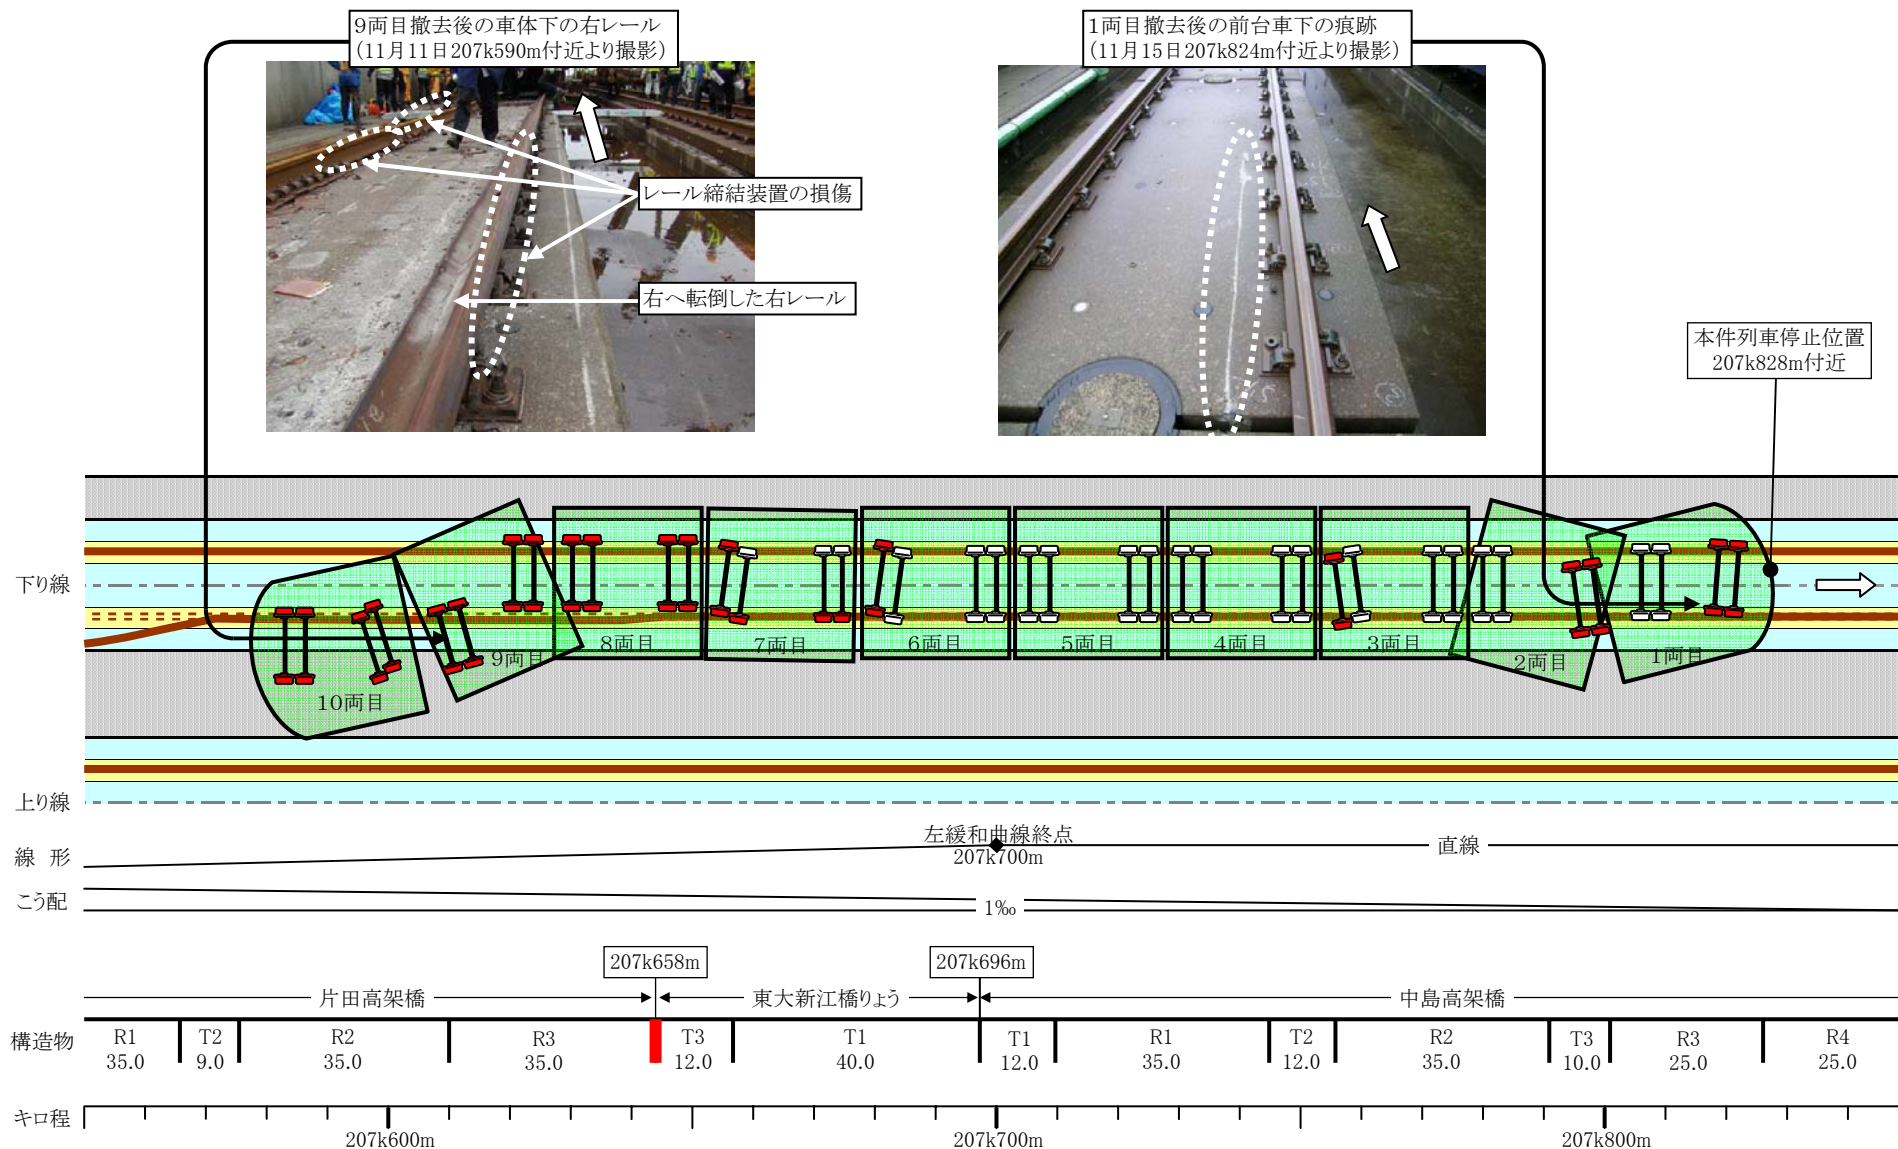 9両目撤去後の車体下の右レール
（11月11日207k590m付近より撮影）
1両目撤去後の前台車下の痕跡
（11月15日207k824m付近より撮影）
レール締結装置の損傷
右へ転倒した右レール
本件列車停止位置
207k828m付近
下り線
10両目
9両目
8両目
7両目
6両目
5両目
4両目
3両目
2両目
1両目
上り線
線 形
左緩和曲線終点
207k700m
直線
こう配
1‰
207k658m
207k696m
片田高架橋
東大新江橋りょう
中島高架橋
構造物
R1
35.0
T2
9.0
R2
35.0
R3
35.0
T3
12.0
T1
40.0
T1
12.0
R1
35.0
T2
12.0
R2
35.0
T3
10.0
R3
25.0
R4
25.0
キロ程
207k600m
207k700m
207k800m